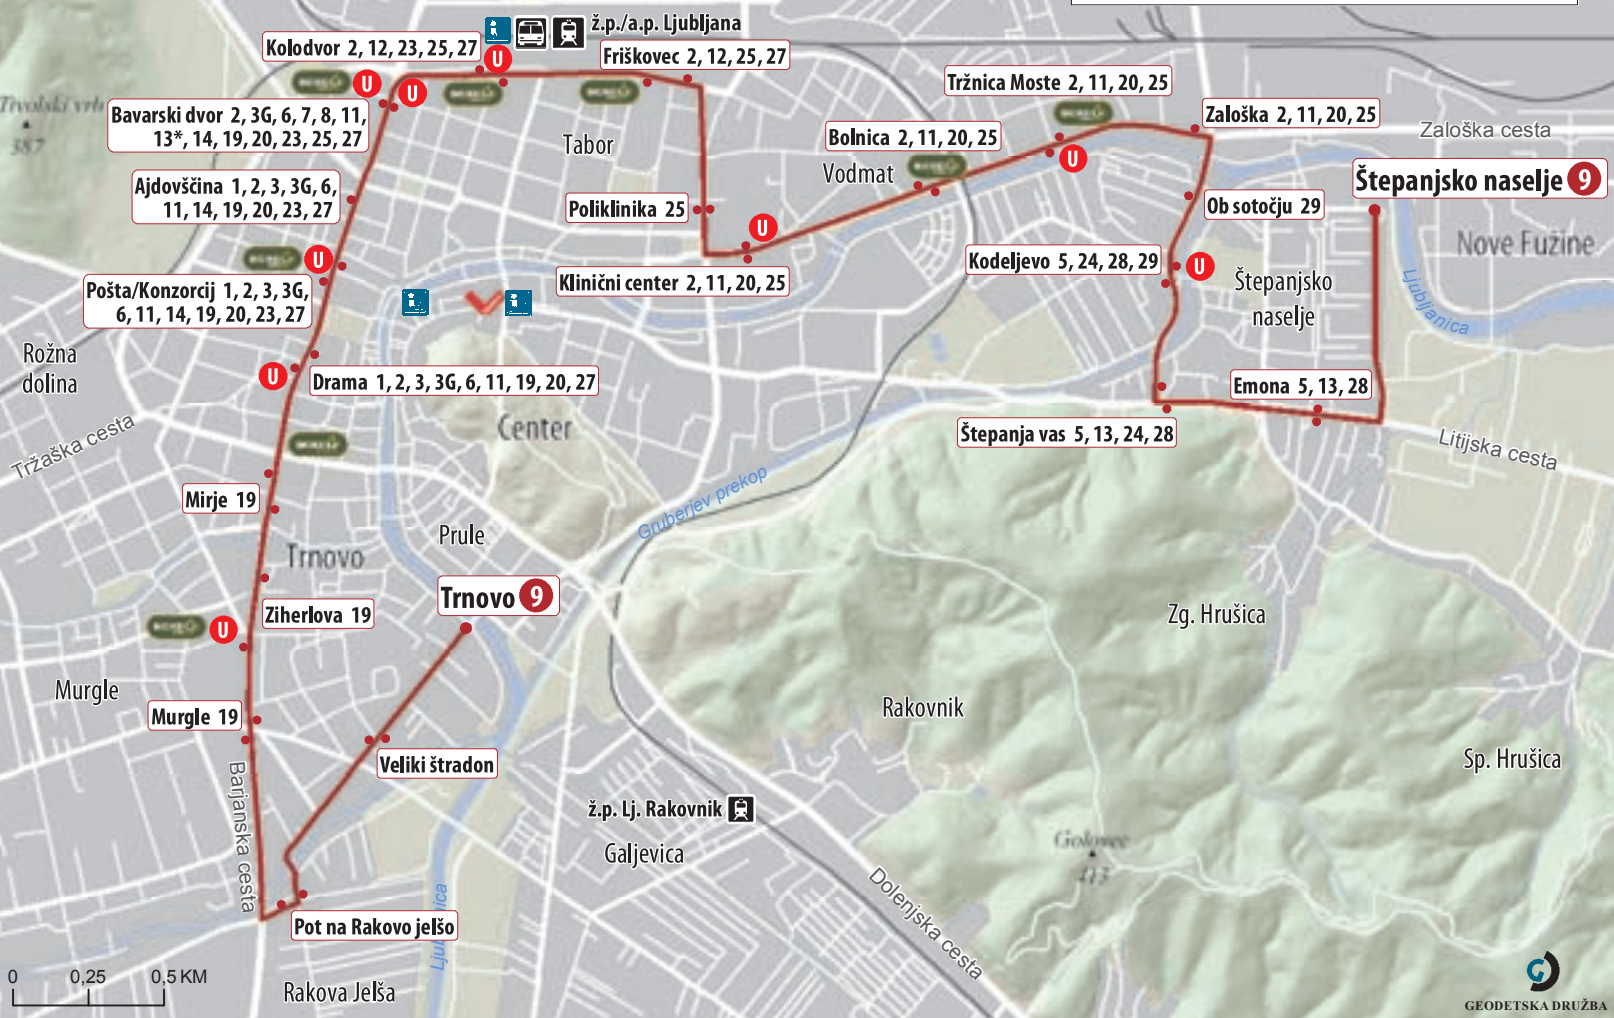 ž.p./a.p. Ljubljana
Kolodvor 2, 12, 23, 25, 27
Friškovec 2, 12, 25, 27
Tržnica Moste 2, 11, 20, 25
Zaloška 2, 11, 20, 25
Zaloška cesta
Tivolski vrh
387
Bavarski dvor 2, 3G, 6, 7, 8, 11,
13*, 14, 19, 20, 23, 25, 27
Tabor
Bolnica 2, 11, 20, 25
Vodmat
Štepanjsko naselje 9
Ajdovščina 1, 2, 3, 3G, 6,
11, 14, 19, 20, 23, 27
Poliklinika 25
Ob sotočju 29
Nove Fužine
Kodeljevo 5, 24, 28, 29
Klinični center 2, 11, 20, 25
Štepanjsko
naselje
Ljubljanica
Pošta/Konzorcij 1, 2, 3, 3G,
6, 11, 14, 19, 20, 23, 27
Rožna
dolina
Drama 1, 2, 3, 3G, 6, 11, 19, 20, 27
Emona 5, 13, 28
Center
Štepanja vas 5, 13, 24, 28
Tržaška cesta
Litijska cesta
Gruberjev prekop
Mirje 19
Prule
Trnovo
Trnovo 9
Ziherlova 19
Zg. Hrušica
Murgle
Murgle 19
Rakovnik
Veliki štradon
Sp. Hrušica
Barjanska cesta
ž.p. Lj. Rakovnik
Galjevica
Golovec
413
Dolenjska cesta
Pot na Rakovo jelšo
Rakova Jelša
0 0,25 0,5 KM
GEODETSKA DRUŽBA
U
U
U
U
U
U
U
U
U